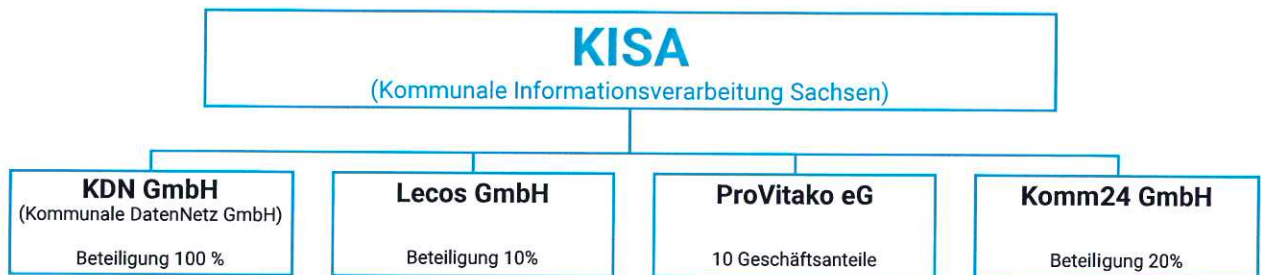 KISA
(Kommunale Informationsverarbeitung Sachsen)
KDN GmbH
(Kommunale DatenNetz GmbH)
Beteiligung 100 %
Lecos GmbH
Beteiligung 10%
ProVitako eG
10 Geschäftsanteile
Komm24 GmbH
Beteiligung 20%